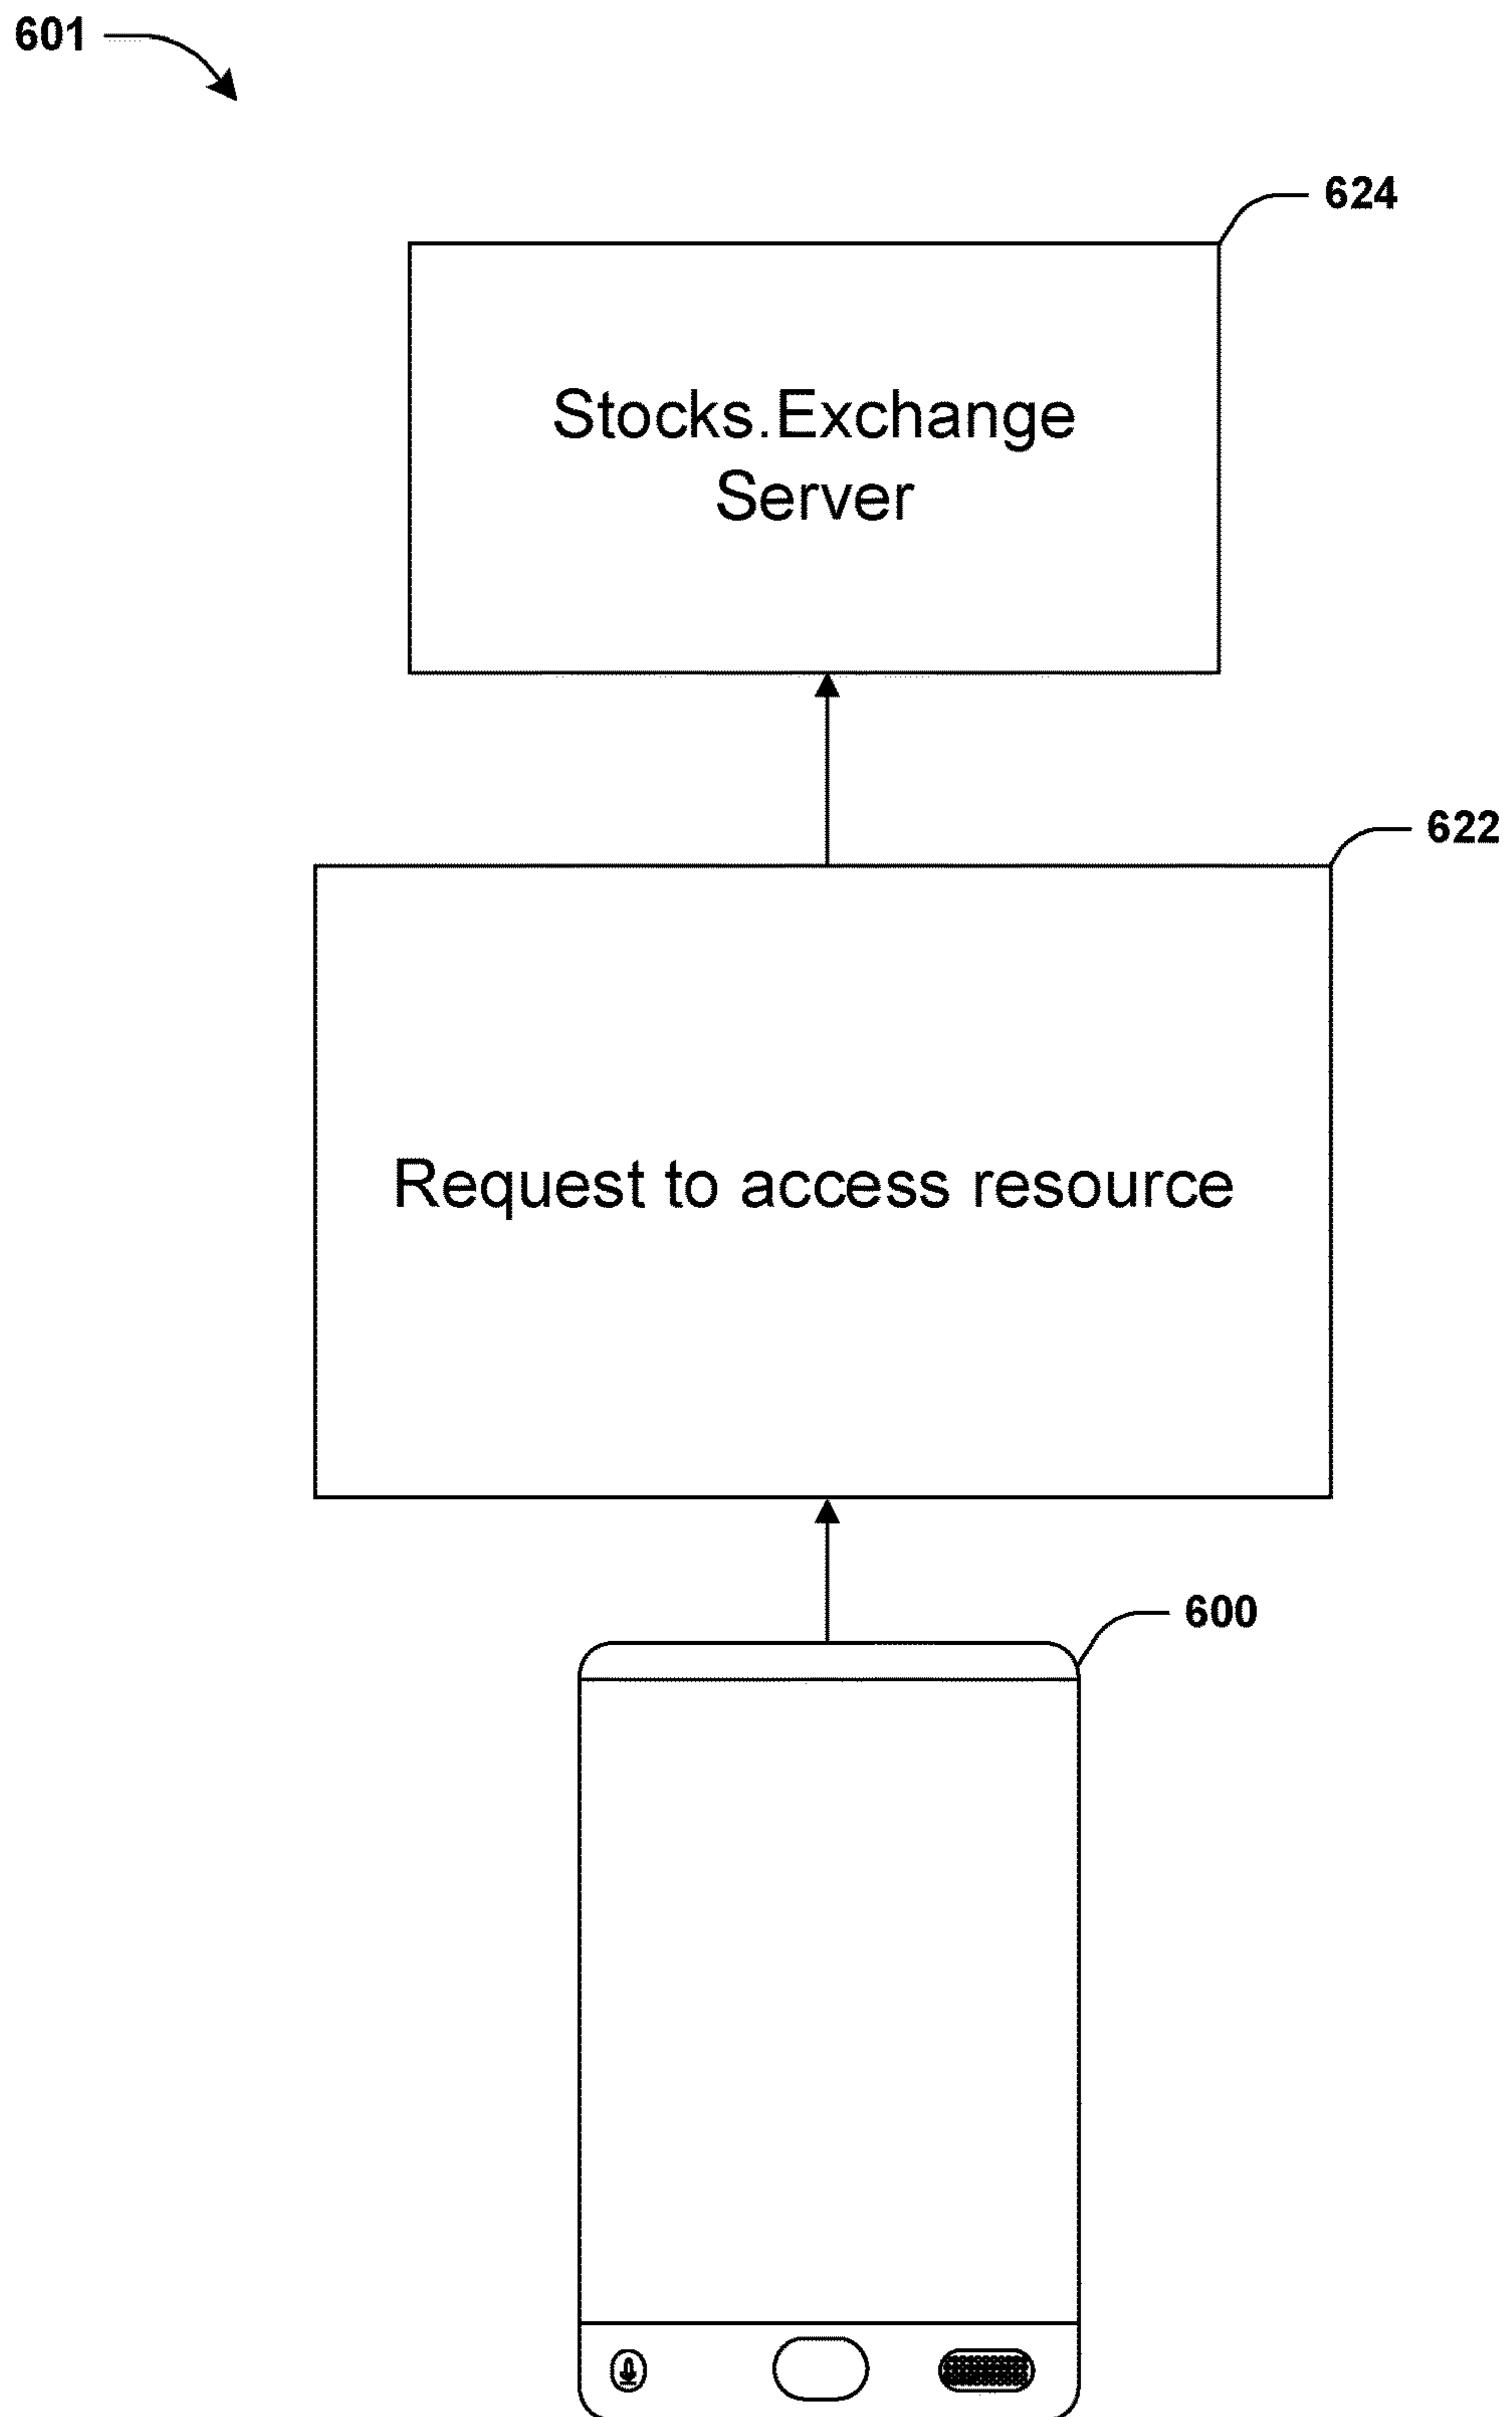 601
624
Stocks.Exchange
Server
622
Request to access resource
600